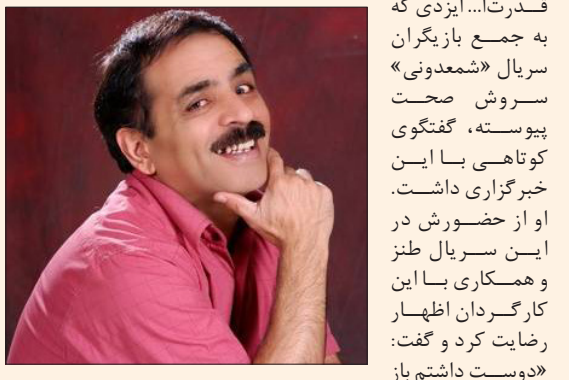 قدرت‌ا... ایزدی که
به جمع بازیگران
سریال «شمعدونی»
سروش صحت
پیوسته، گفتگوی
کوتاهی با این
خبرگزاری داشت.
او از حضورش در
این سریال طنز
و همکاری با این
کارگردان اظهار
رضایت کرد و گفت:
«دوست داشتم باز